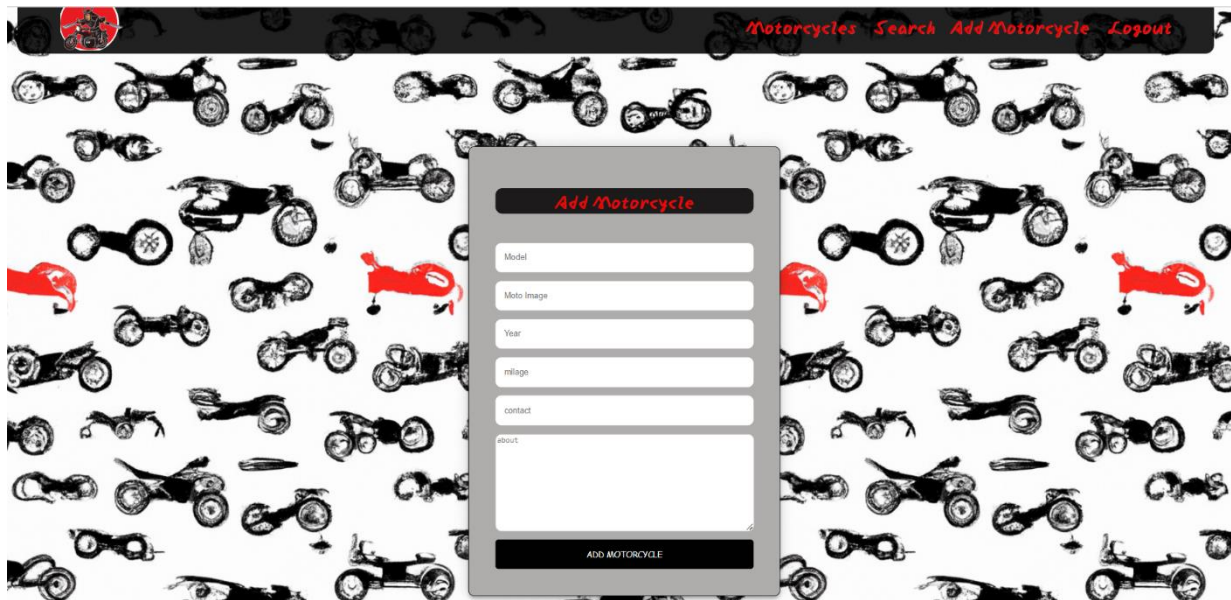 Motorcycles Search Add Motorcycle Logout
Add Motorcycle
Model
Moto Image
Year
milage
contact
about
ADD MOTORCYCLE